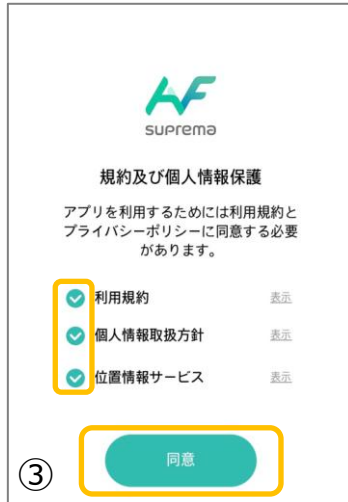 suprema
規約及び個人情報保護
アプリを利用するためには利用規約と
プライバシーポリシーに同意する必要
があります。
利用規約 表示
個人情報取扱方針 表示
位置情報サービス 表示
同意
③